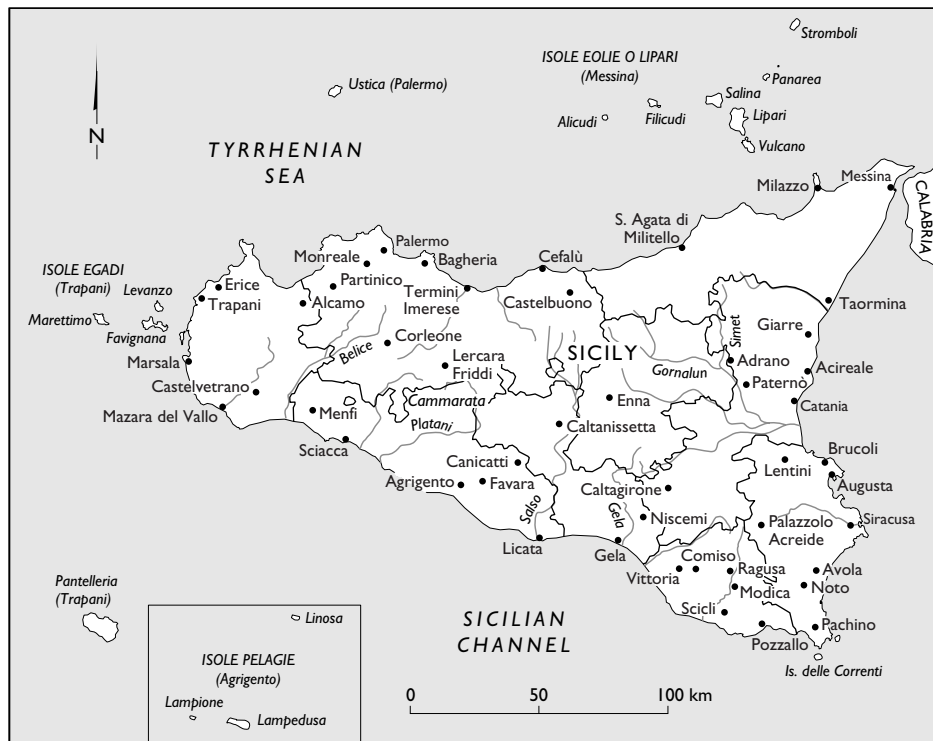 Stromboli
ISOLE EOLIE O LIPARI
(Messina)
Panarea
Ustica (Palermo)
Salina
Alicudi
Filicudi
Lipari
Vulcano
N
TYRRHENIAN
SEA
Milazzo
Messina
CALABRIA
S. Agata di
Militello
Palermo
Monreale
Bagheria
Cefalù
ISOLE EGADI
(Trapani)
Levanzo
Erice
Partinico
Trapani
Alcamo
Termini
Imerese
Castelbuono
Taormina
Marettimo
Favignana
Simet
Giarre
Corleone
Belice
SICILY
Marsala
Lercara
Friddi
Gornalun
Adrano
Acireale
Castelvetrano
Paternò
Cammarata
Enna
Mazara del Vallo
Menfi
Catania
Platani
Caltanissetta
Sciacca
Brucoli
Canicatti
Lentini
Augusta
Agrigento
Favara
Caltagirone
Salso
Gela
Niscemi
Palazzolo
Acreide
Siracusa
Licata
Gela
Comiso
Vittoria
Ragusa
Avola
Modica
Noto
Pantelleria
(Trapani)
Scicli
Pachino
Pozzallo
Linosa
SICILIAN
CHANNEL
Is. delle Correnti
ISOLE PELAGIE
(Agrigento)
Lampione
Lampedusa
0 50 100 km